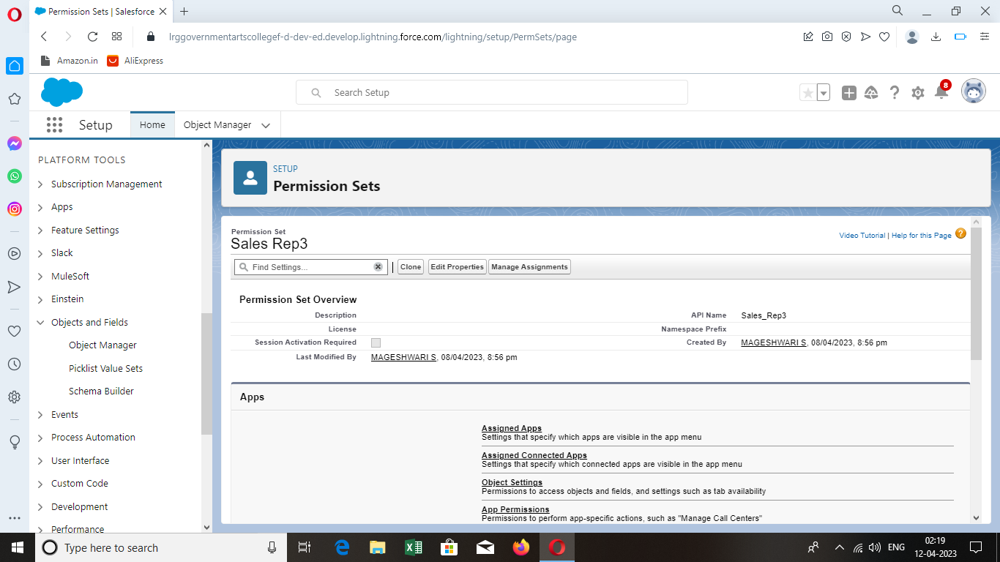 Permission Sets | Salesforce
lrggovernmentartscollegef-d-dev-ed.develop.lightning.force.com/lightning/setup/PermSets/page
Amazon.in AliExpress
Search Setup
8
Setup Home Object Manager
PLATFORM TOOLS
Subscription Management
Apps
Feature Settings
Slack
MuleSoft
Einstein
Objects and Fields
Object Manager
Picklist Value Sets
Schema Builder
Events
Process Automation
User Interface
Custom Code
Development
Performance
SETUP
Permission Sets
Permission Set
Sales Rep3
Video Tutorial | Help for this Page ?
Find Settings... Clone Edit Properties Manage Assignments
Permission Set Overview
Description API Name Sales_Rep3
License Namespace Prefix
Session Activation Required Created By MAGESHWARI S, 08/04/2023, 8:56 pm
Last Modified By MAGESHWARI S, 08/04/2023, 8:56 pm
Apps
Assigned Apps
Settings that specify which apps are visible in the app menu
Assigned Connected Apps
Settings that specify which connected apps are visible in the app menu
Object Settings
Permissions to access objects and fields, and settings such as tab availability
App Permissions
Permissions to perform app-specific actions, such as "Manage Call Centers"
Type here to search
ENG
02:19
12-04-2023